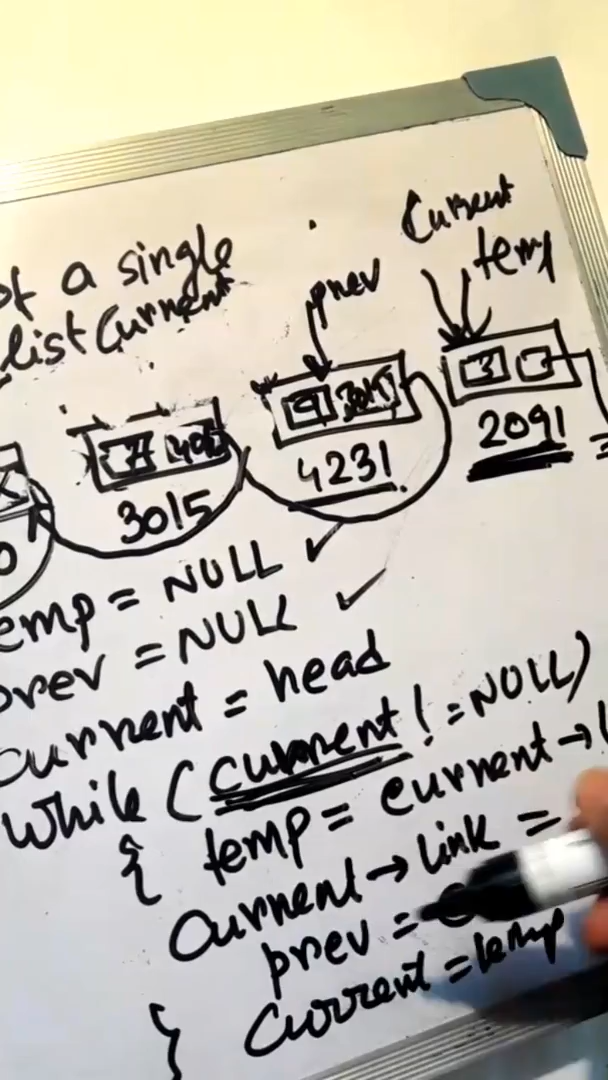 of a single
list current
Current
temp
prev
3
2091
9
4231
7
3015
temp = NULL
prev = NULL
current = head
while (current != NULL)
{ temp = current →
current → link =
prev =
current = temp
}